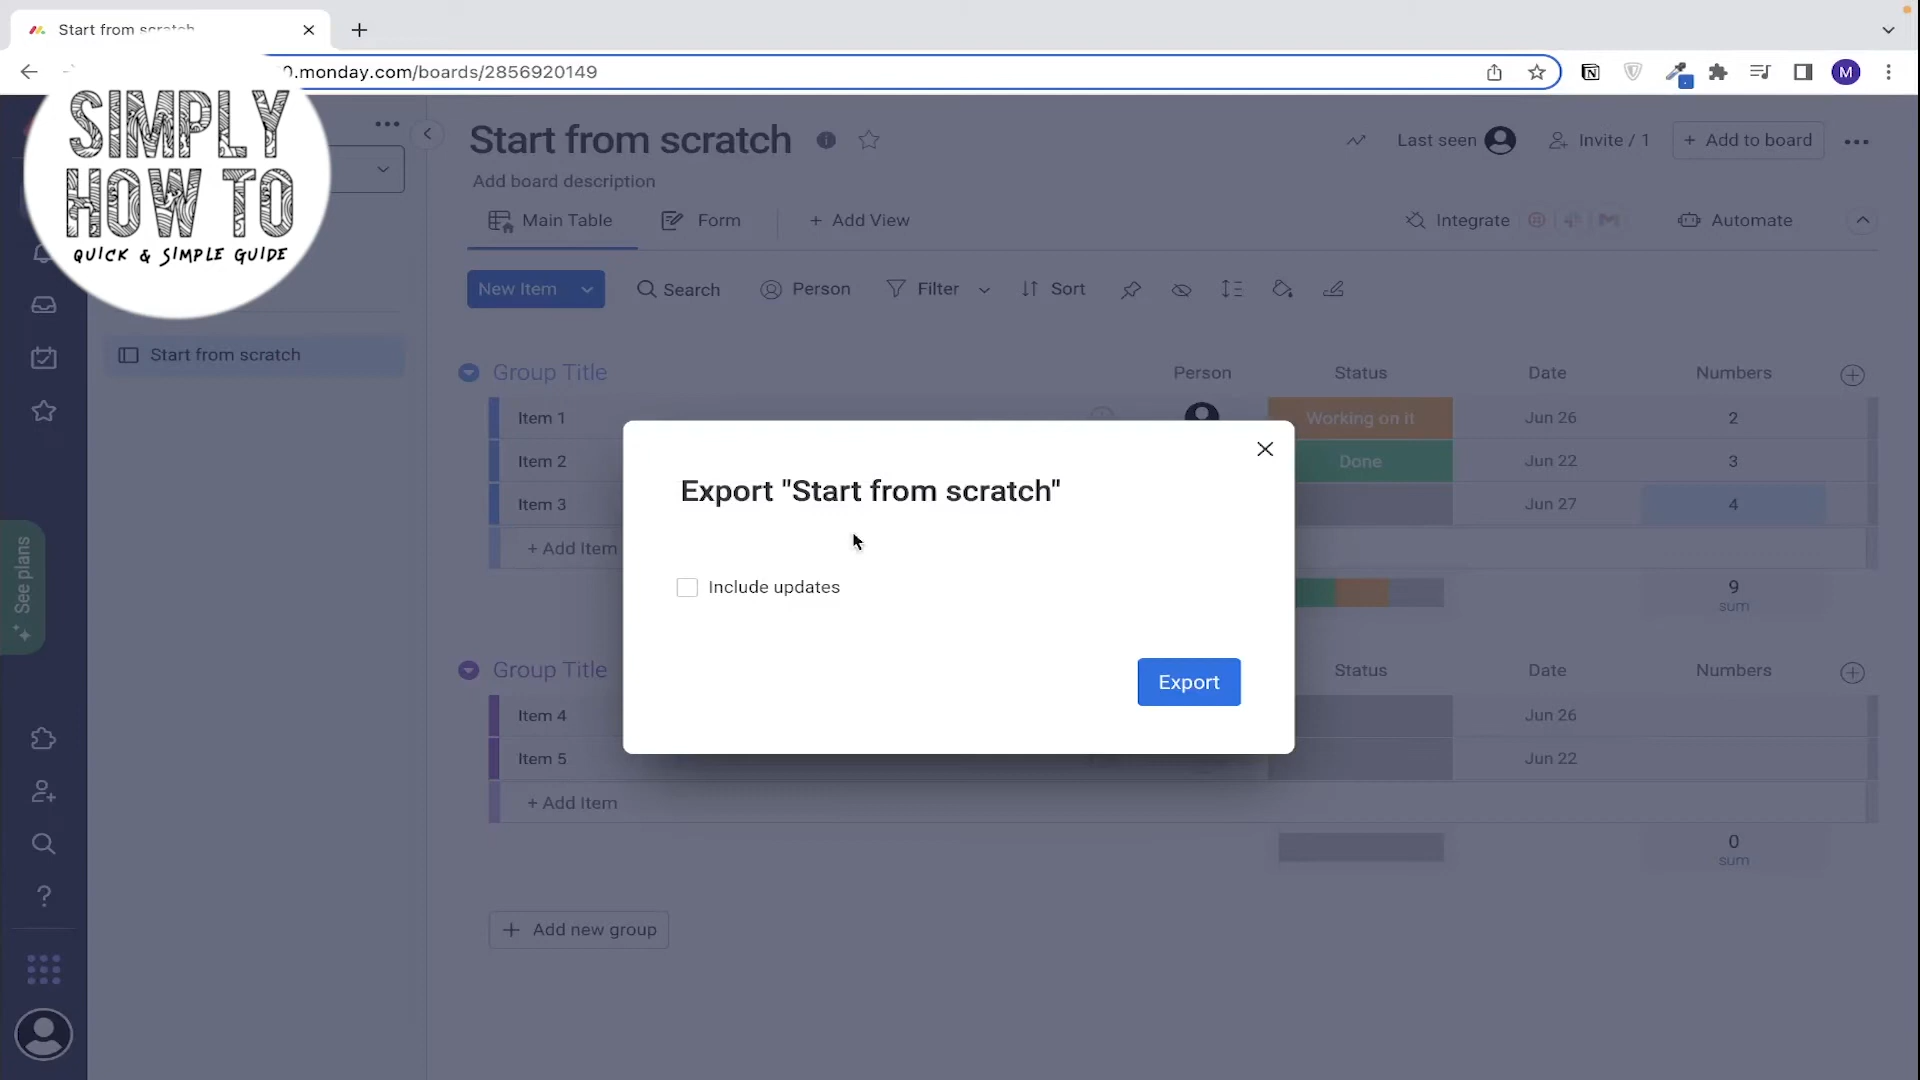 Start from scratch
.monday.com/boards/2856920149
M
SIMPLY
HOW TO
QUICK & SIMPLE GUIDE
Start from scratch
Last seen
Invite / 1
+ Add to board
Add board description
Main Table
Form
+ Add View
Integrate
Automate
New Item
Search
Person
Filter
Sort
Start from scratch
Group Title
Person
Status
Date
Numbers
Item 1
Working on it
Jun 26
2
Item 2
Done
Jun 22
3
Item 3
Jun 27
4
+ Add Item
9
sum
Export "Start from scratch"
Include updates
Export
See plans
Group Title
Status
Date
Numbers
Item 4
Jun 26
Item 5
Jun 22
+ Add Item
0
sum
+ Add new group